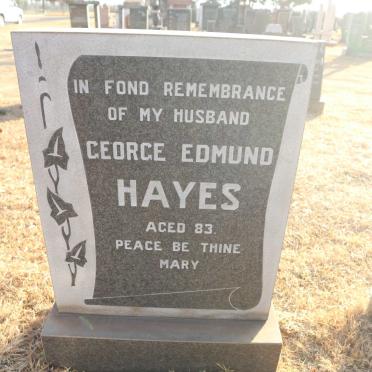 IN FOND REMEMBRANCE
OF MY HUSBAND
GEORGE EDMUND
HAYES
AGED 83.
PEACE BE THINE
MARY